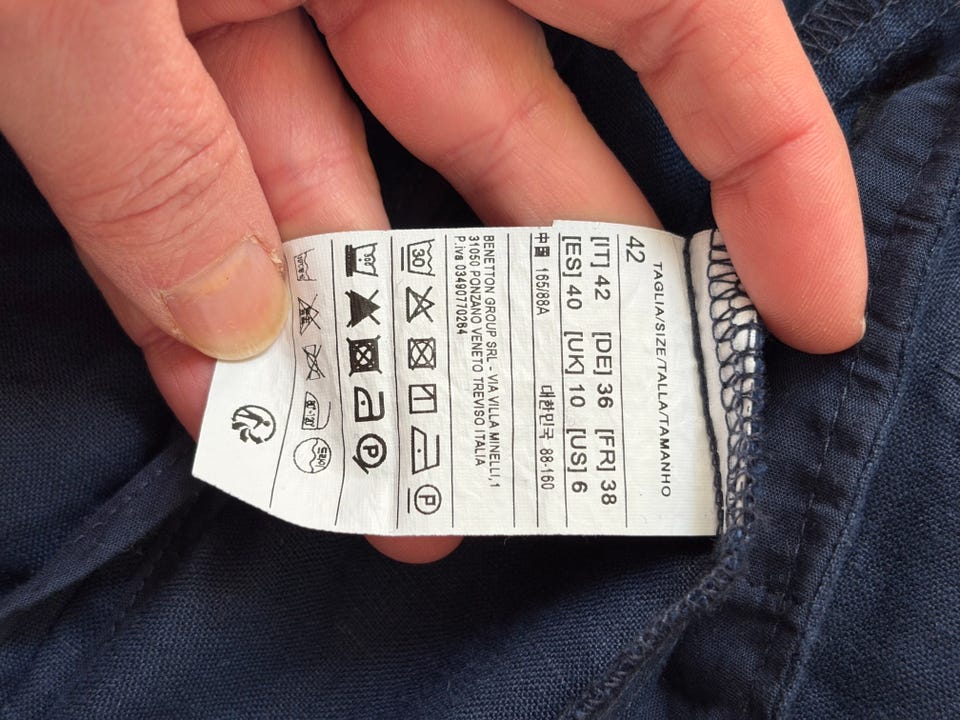 TAGLIA/SIZE/TALLA/TAMANHO
42
[IT] 42 [DE] 36 [FR] 38
[ES] 40 [UK] 10 [US] 6
中国 165/88A 대한민국 88-160
BENETTON GROUP SRL - VIA VILLA MINELLI,1
31050 PONZANO VENETO TREVISO ITALIA
P.iva 03490770264
30
P
30
P